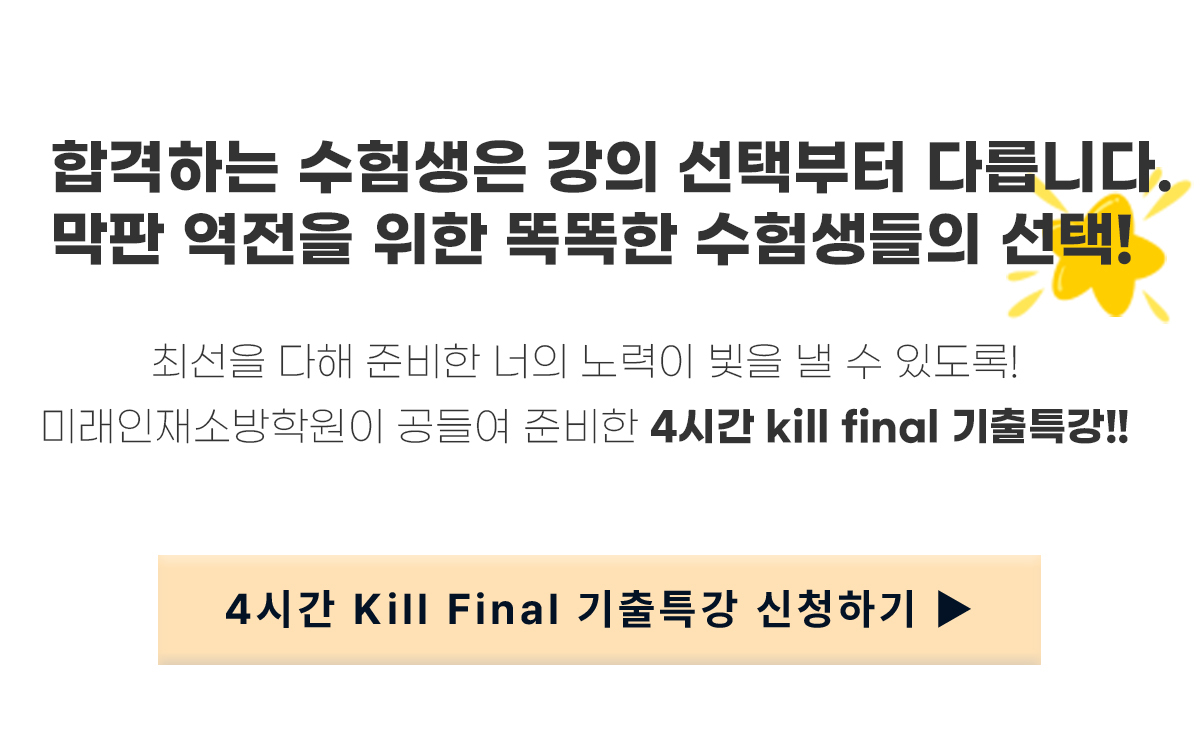 합격하는 수험생은 강의 선택부터 다릅니다.
막판 역전을 위한 똑똑한 수험생들의 선택!
최선을 다해 준비한 너의 노력이 빛을 낼 수 있도록!
미래인재소방학원이 공들여 준비한 4시간 kill final 기출특강!!
4시간 Kill Final 기출특강 신청하기 ▶